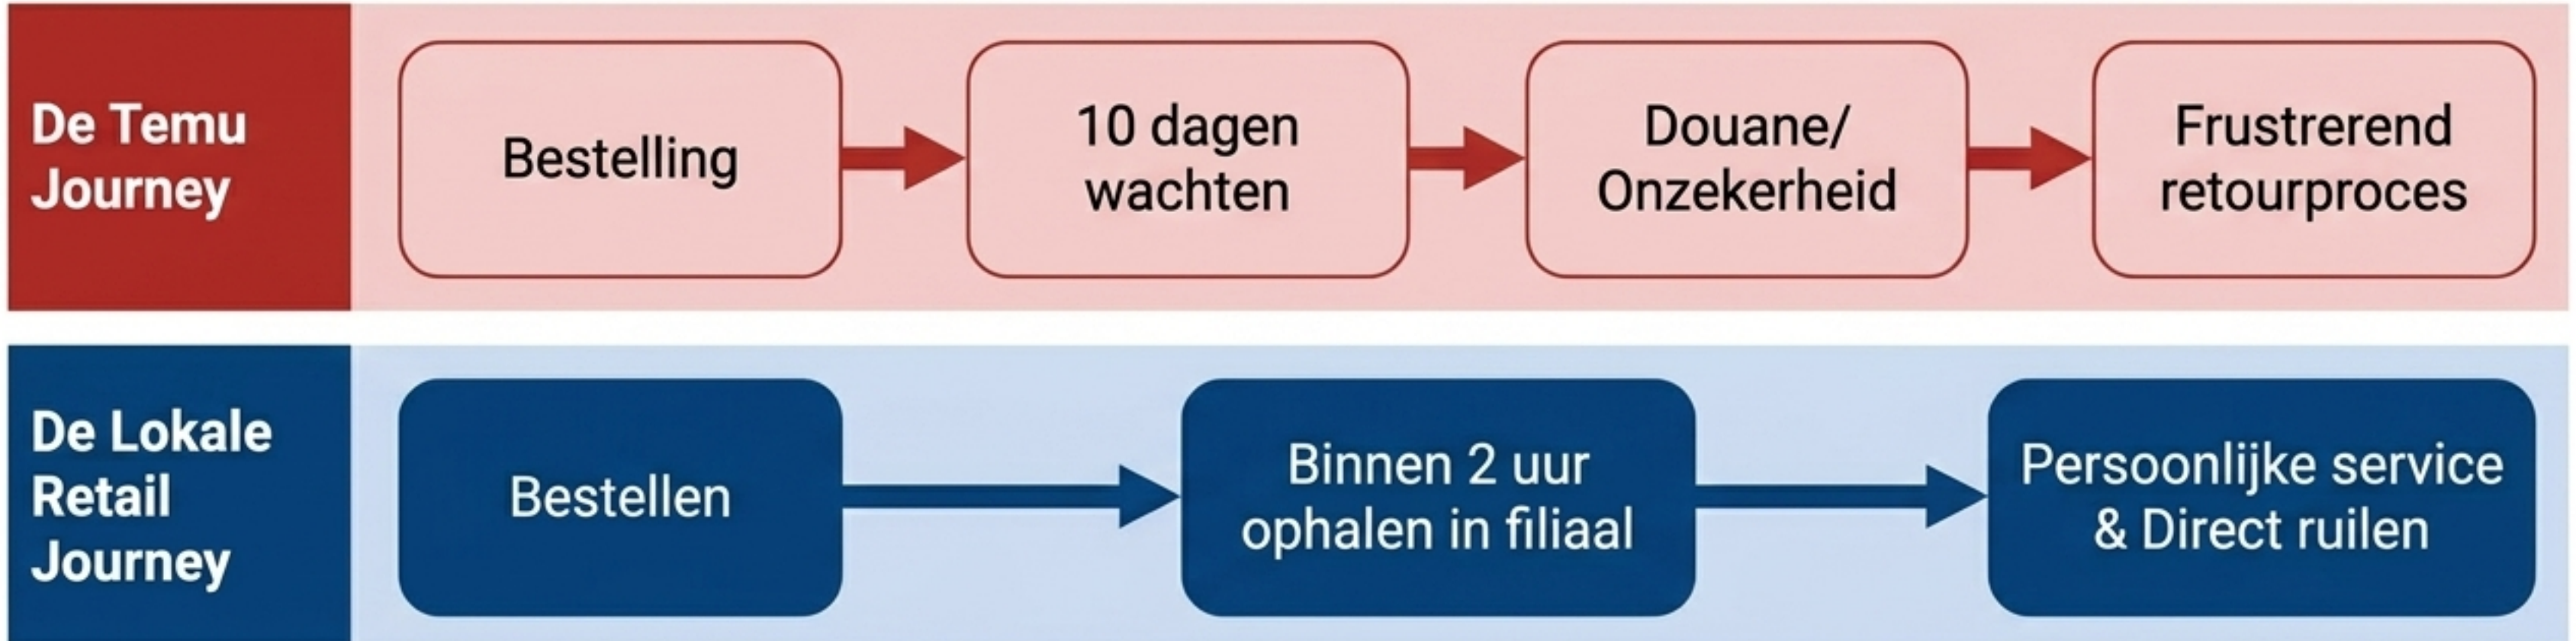 De Temu
Journey
Bestelling
10 dagen
wachten
Douane/
Onzekerheid
Frustrerend
retourproces
De Lokale
Retail
Journey
Bestellen
Binnen 2 uur
ophalen in filiaal
Persoonlijke service
& Direct ruilen